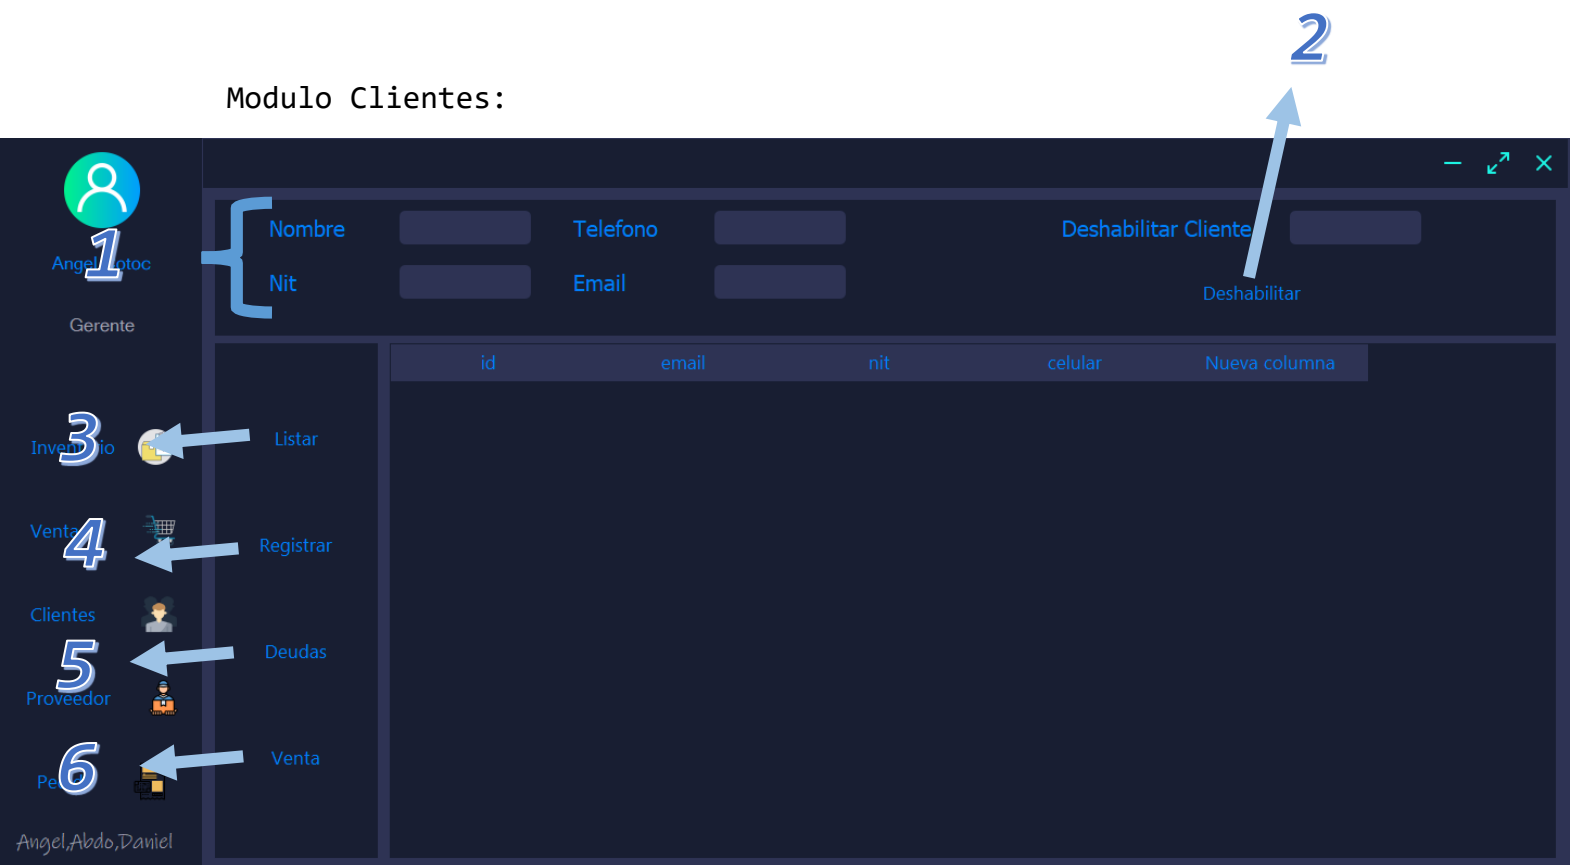 2
Modulo Clientes:
1
Nombre
Telefono
Deshabilitar Cliente
Nit
Email
Deshabilitar
Gerente
id
email
nit
celular
Nueva columna
3
Listar
4
Registrar
Clientes
5
Deudas
Proveedor
6
Venta
Angel,Abdo,Daniel